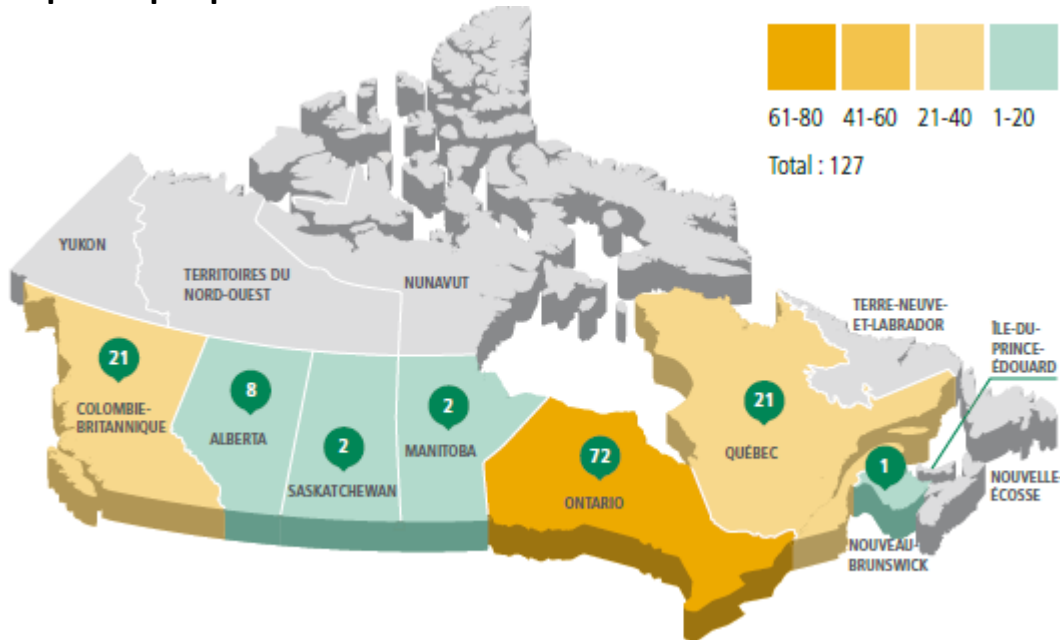 61-80 41-60 21-40 1-20
Total : 127
YUKON
TERRITOIRES DU
NORD-OUEST
NUNAVUT
TERRE-NEUVE-
ET-LABRADOR
ÎLE-DU-
PRINCE-
ÉDOUARD
21
COLOMBIE-
BRITANNIQUE
8
ALBERTA
2
SASKATCHEWAN
2
MANITOBA
72
ONTARIO
21
QUÉBEC
1
NOUVEAU-
BRUNSWICK
NOUVELLE-
ÉCOSSE